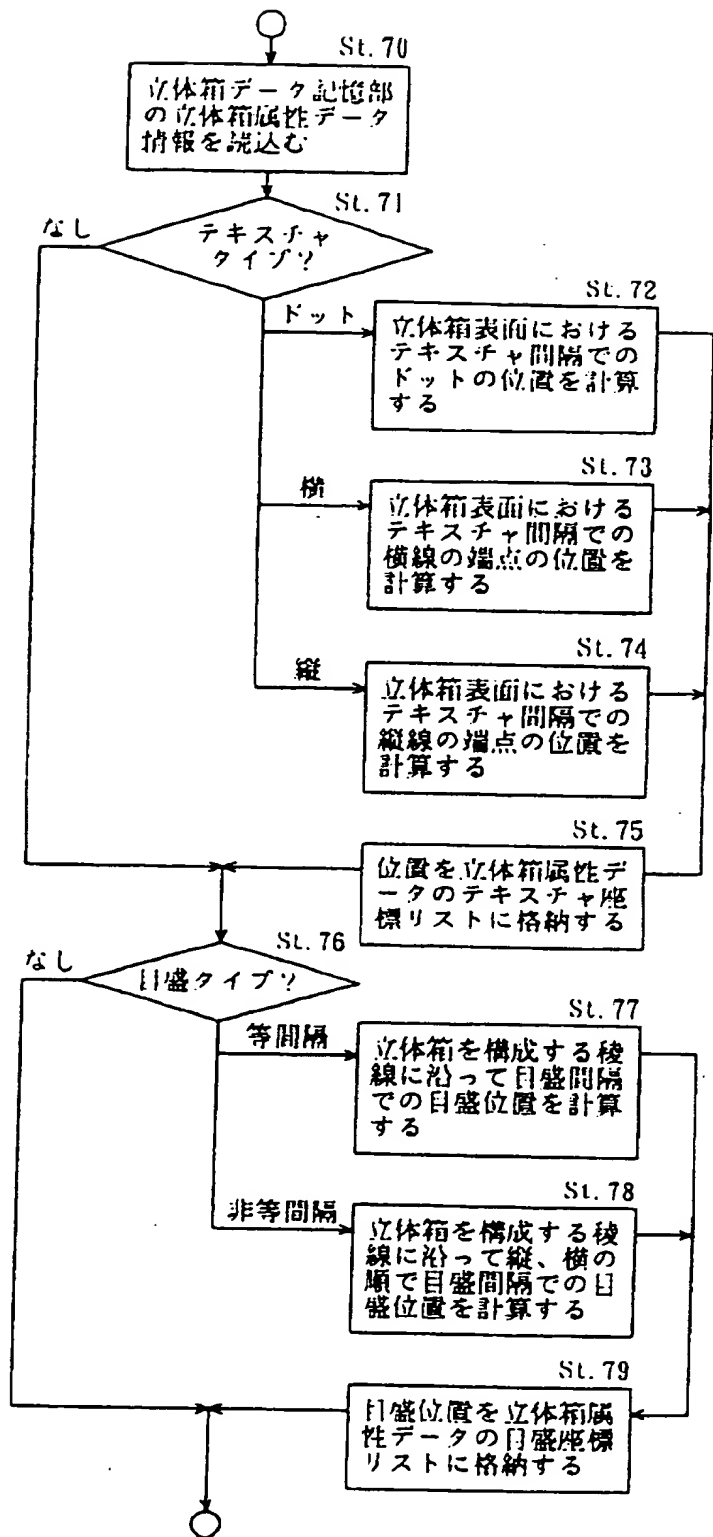 St.70
立体箱データ記憶部
の立体箱属性データ
情報を読込む
St.71
なし
テキスチャ
タイプ?
St.72
ドット
立体箱表面における
テキスチャ間隔での
ドットの位置を計算
する
St.73
横
立体箱表面における
テキスチャ間隔での
横線の端点の位置を
計算する
St.74
縦
立体箱表面における
テキスチャ間隔での
縦線の端点の位置を
計算する
St.75
位置を立体箱属性デ
ータのテキスチャ座
標リストに格納する
St.76
なし
目盛タイプ?
St.77
等間隔
立体箱を構成する稜
線に沿って目盛間隔
での目盛位置を計算
する
St.78
非等間隔
立体箱を構成する稜
線に沿って縦、横の
順で目盛間隔での目
盛位置を計算する
St.79
目盛位置を立体箱属
性データの目盛座標
リストに格納する